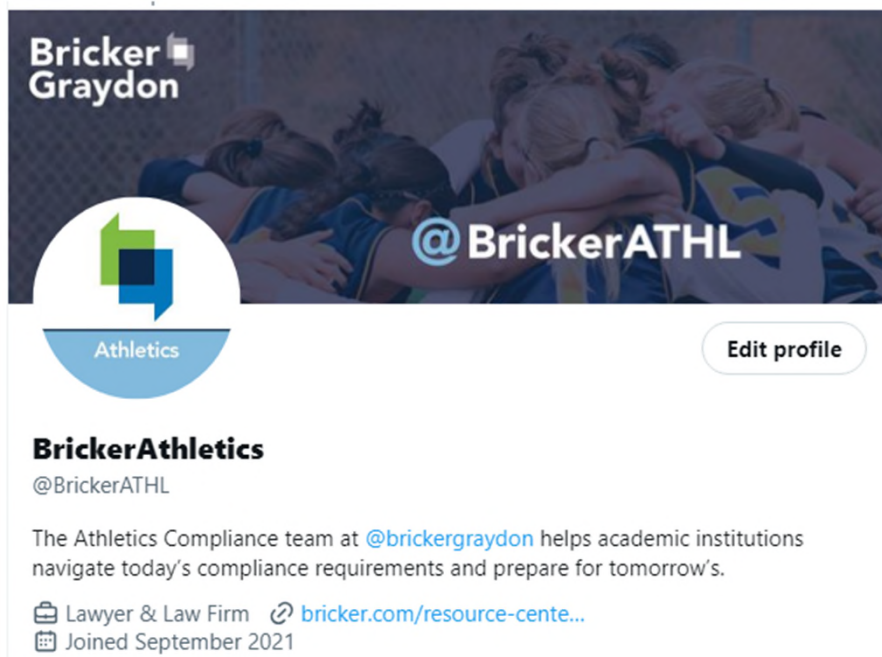 Bricker
Graydon
@BrickerATHL
Athletics
Edit profile
BrickerAthletics
@BrickerATHL
The Athletics Compliance team at @brickergraydon helps academic institutions
navigate today’s compliance requirements and prepare for tomorrow’s.
Lawyer & Law Firm bricker.com/resource-cente...
Joined September 2021